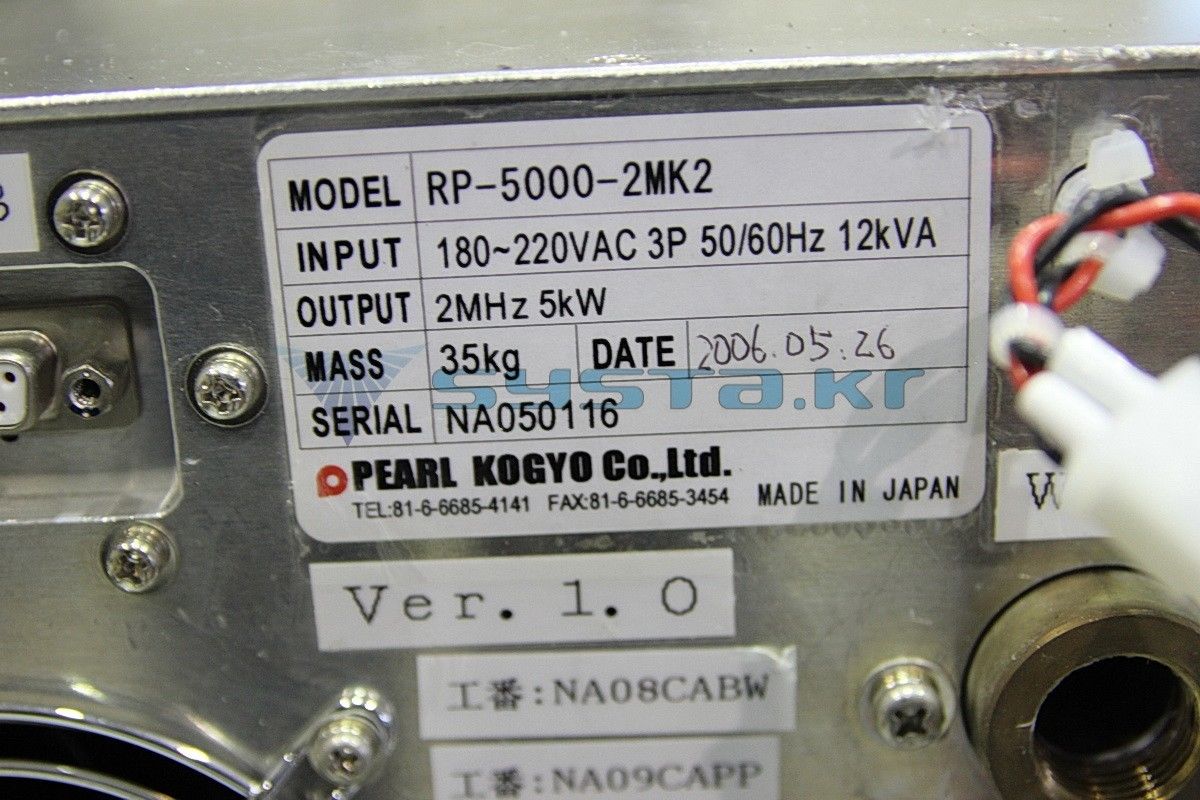 MODEL RP-5000-2MK2
INPUT 180~220VAC 3P 50/60Hz 12kVA
OUTPUT 2MHz 5kW
MASS 35kg DATE 2006.05.26
systa.kr
SERIAL NA050116
PEARL KOGYO Co.,Ltd.
TEL:81-6-6685-4141 FAX:81-6-6685-3454 MADE IN JAPAN
Ver. 1. 0
工番:NA08CABW
工番:NA09CAPP